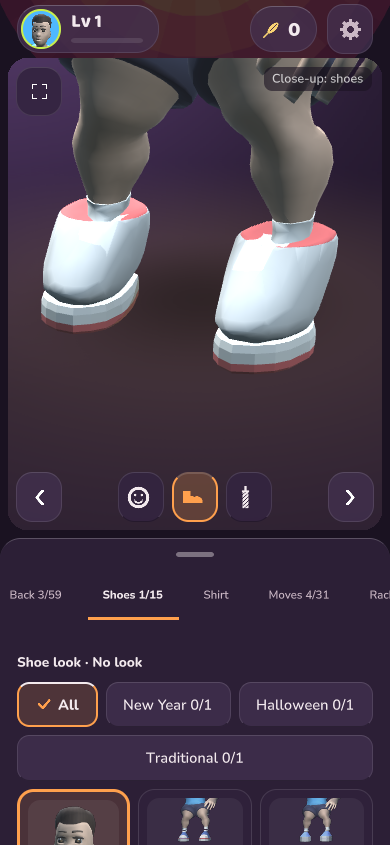 Lv 1
0
Close-up: shoes
Back 3/59
Shoes 1/15
Shirt
Moves 4/31
Shoe look · No look
All
New Year 0/1
Halloween 0/1
Traditional 0/1